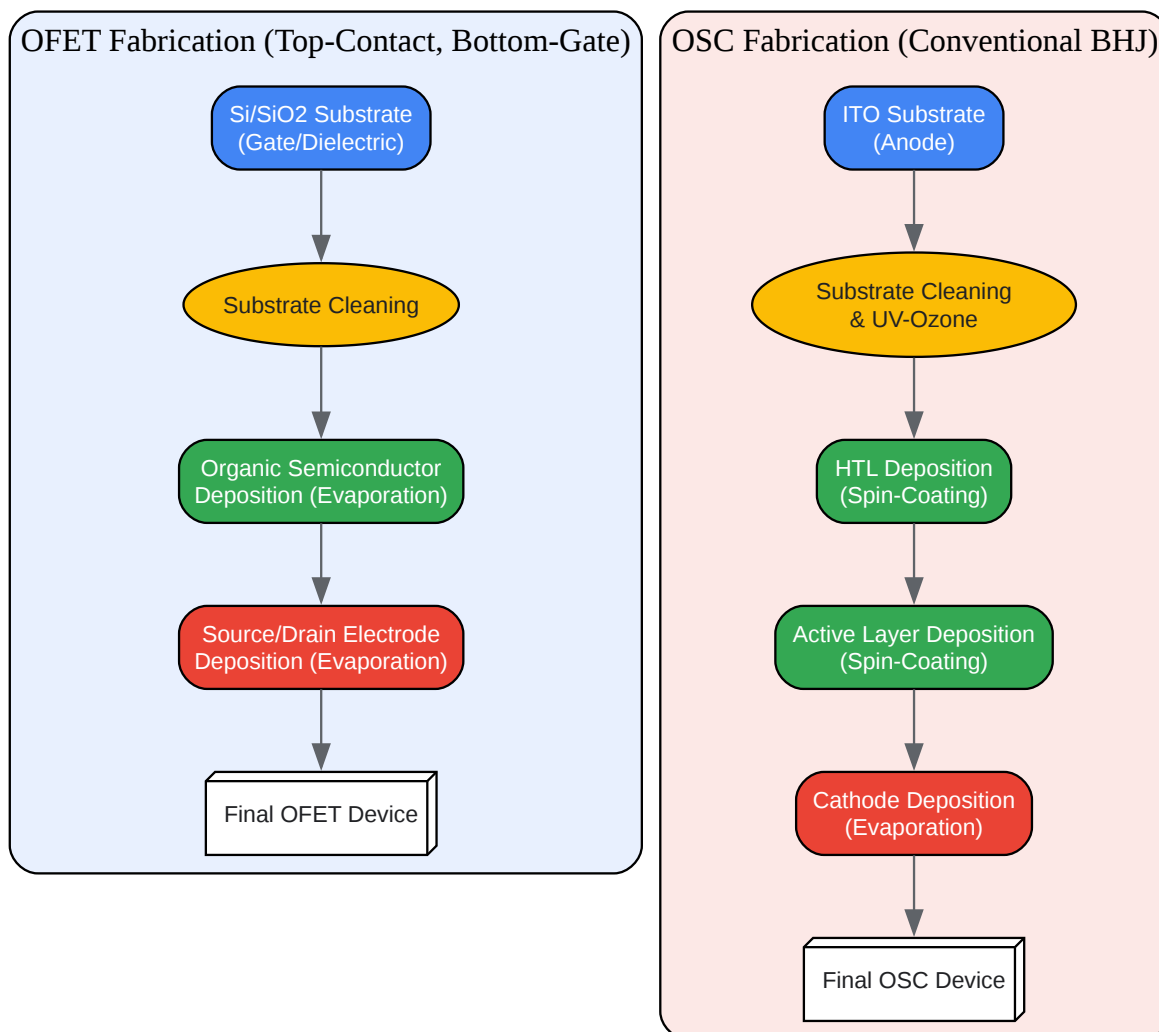 OFET Fabrication (Top-Contact, Bottom-Gate)
Si/SiO2 Substrate
(Gate/Dielectric)
Substrate Cleaning
Organic Semiconductor
Deposition (Evaporation)
Source/Drain Electrode
Deposition (Evaporation)
Final OFET Device
OSC Fabrication (Conventional BHJ)
ITO Substrate
(Anode)
Substrate Cleaning
& UV-Ozone
HTL Deposition
(Spin-Coating)
Active Layer Deposition
(Spin-Coating)
Cathode Deposition
(Evaporation)
Final OSC Device